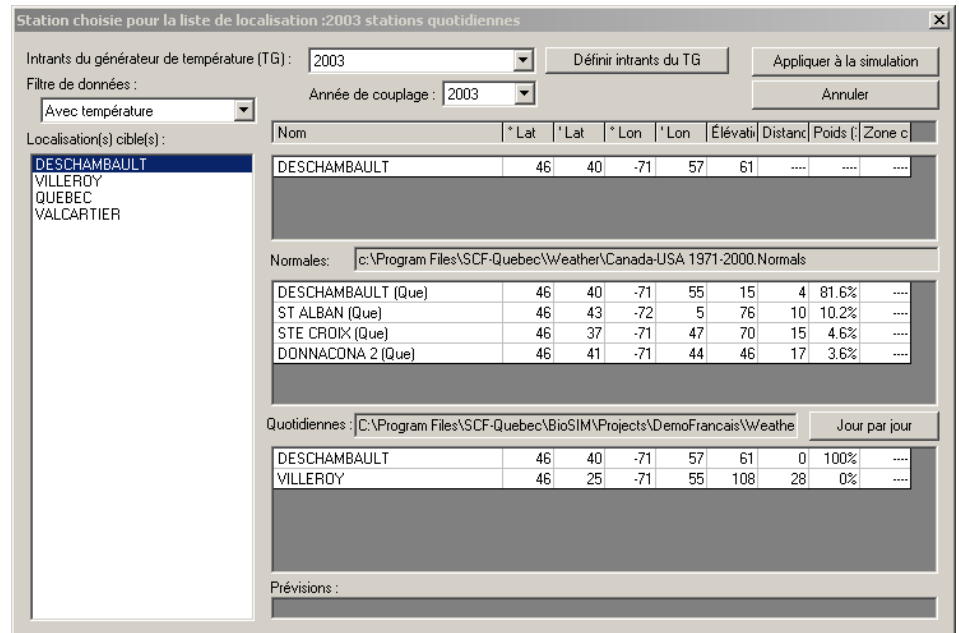 Station choisie pour la liste de localisation :2003 stations quotidiennes
Intrants du générateur de température (TG) : 2003 Définir intrants du TG Appliquer à la simulation
Filtre de données : Année de couplage : 2003 Annuler
Avec température
Localisation(s) cible(s) :
DESCHAMBAULT
VILLEROY
QUEBEC
VALCARTIER
Nom ° Lat ' Lat ° Lon ' Lon Élévati Distanc Poids (: Zone c
DESCHAMBAULT 46 40 -71 57 61 ---- ---- ----
Normales: c:\Program Files\SCF-Quebec\Weather\Canada-USA 1971-2000.Normals
DESCHAMBAULT (Que) 46 40 -71 55 15 4 81.6% ----
ST ALBAN (Que) 46 43 -72 5 76 10 10.2% ----
STE CROIX (Que) 46 37 -71 47 70 15 4.6% ----
DONNACONA 2 (Que) 46 41 -71 44 46 17 3.6% ----
Quotidiennes : C:\Program Files\SCF-Quebec\BioSIM\Projects\DemoFrancais\Weathe Jour par jour
DESCHAMBAULT 46 40 -71 57 61 0 100% ----
VILLEROY 46 25 -71 55 108 28 0% ----
Prévisions :